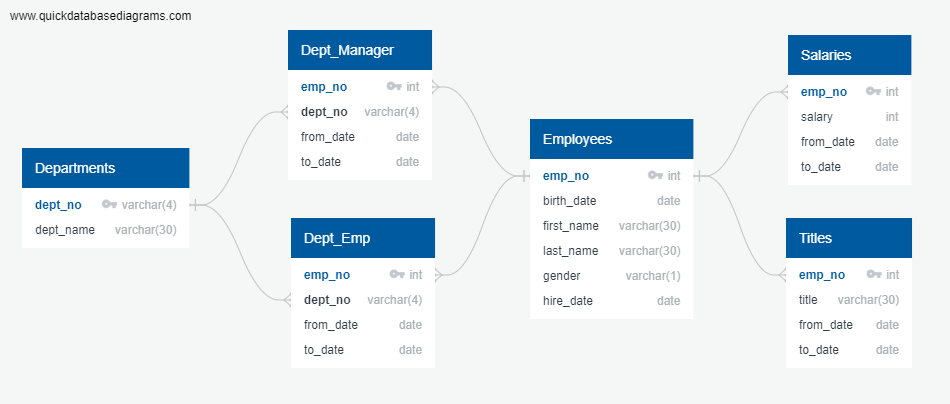 www.quickdatabasediagrams.com
Departments
dept_no varchar(4)
dept_name varchar(30)
Dept_Manager
emp_no int
dept_no varchar(4)
from_date date
to_date date
Dept_Emp
emp_no int
dept_no varchar(4)
from_date date
to_date date
Employees
emp_no int
birth_date date
first_name varchar(30)
last_name varchar(30)
gender varchar(1)
hire_date date
Salaries
emp_no int
salary int
from_date date
to_date date
Titles
emp_no int
title varchar(30)
from_date date
to_date date